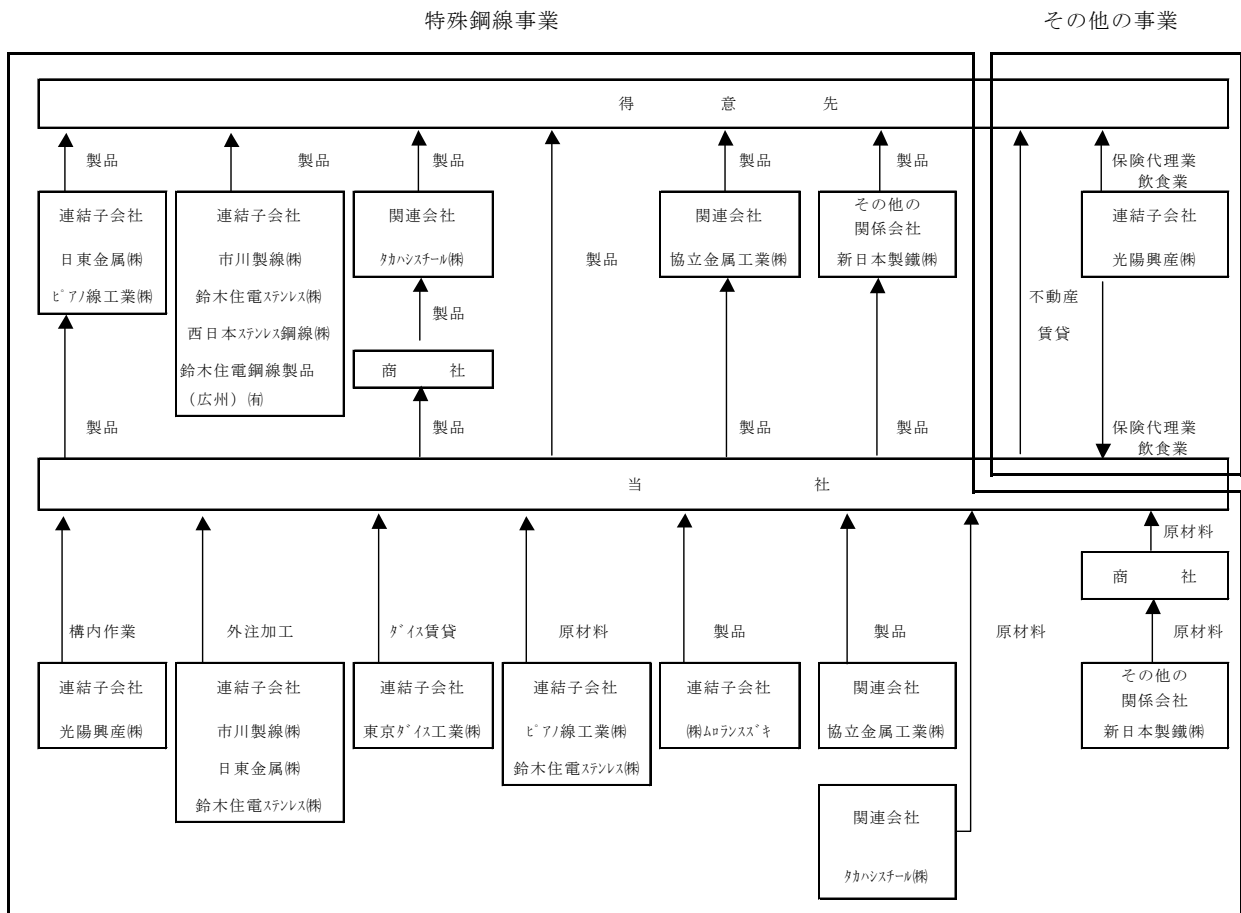 特殊鋼線事業
その他の事業
得　意　先
製品
製品
製品
製品
製品
保険代理業
飲食業
連結子会社
日東金属㈱
ﾋﾟｱﾉ線工業㈱
連結子会社
市川製線㈱
鈴木住電ｽﾃﾝﾚｽ㈱
西日本ｽﾃﾝﾚｽ鋼線㈱
鈴木住電鋼線製品
（広州）㈲
関連会社
ﾀｶﾊｼｽﾁｰﾙ㈱
製品
商　社
製品
関連会社
協立金属工業㈱
その他の
関係会社
新日本製鐵㈱
不動産
賃貸
連結子会社
光陽興産㈱
製品
製品
製品
製品
保険代理業
飲食業
当　社
構内作業
外注加工
ﾀﾞｲｽ賃貸
原材料
製品
製品
原材料
原材料
商　社
原材料
連結子会社
光陽興産㈱
連結子会社
市川製線㈱
日東金属㈱
鈴木住電ｽﾃﾝﾚｽ㈱
連結子会社
東京ﾀﾞｲｽ工業㈱
連結子会社
ﾋﾟｱﾉ線工業㈱
鈴木住電ｽﾃﾝﾚｽ㈱
連結子会社
㈱ﾑﾛﾗﾝｽｽﾞｷ
関連会社
協立金属工業㈱
その他の
関係会社
新日本製鐵㈱
関連会社
ﾀｶﾊｼｽﾁｰﾙ㈱